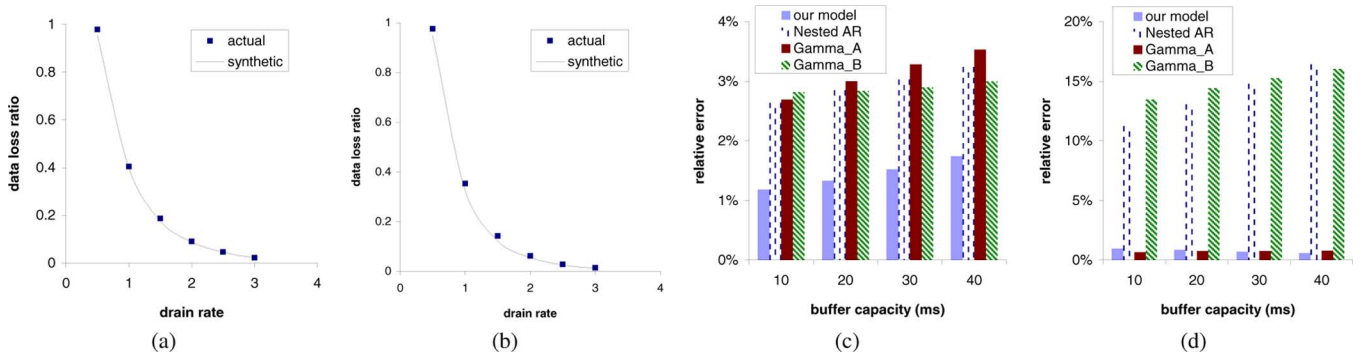 data loss ratio
1
0.8
0.6
0.4
0.2
0
0 1 2 3 4
drain rate
actual
synthetic
(a)
data loss ratio
1
0.8
0.6
0.4
0.2
0
0 1 2 3 4
drain rate
actual
synthetic
(b)
relative error
4%
3%
2%
1%
0%
10 20 30 40
buffer capacity (ms)
our model
Nested AR
Gamma_A
Gamma_B
(c)
relative error
20%
15%
10%
5%
0%
10 20 30 40
buffer capacity (ms)
our model
Nested AR
Gamma_A
Gamma_B
(d)